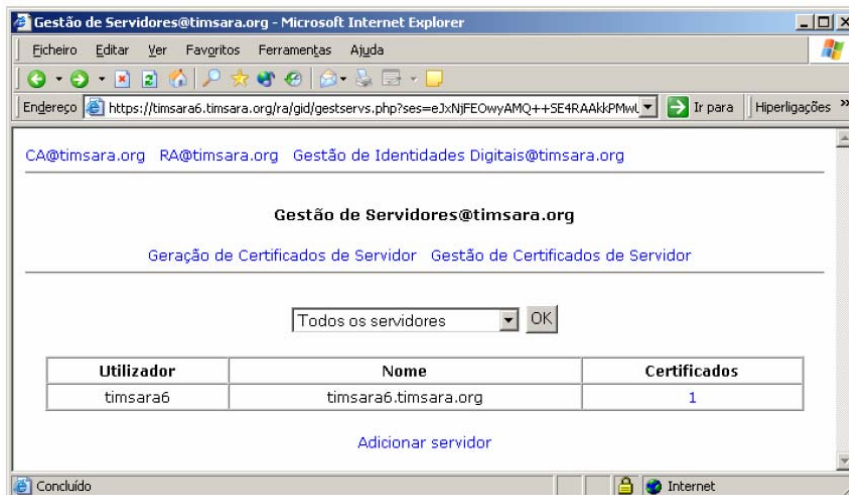 Gestão de Servidores@timsara.org - Microsoft Internet Explorer
Ficheiro Editar Ver Favoritos Ferramentas Ajuda
Endereço https://timsara6.timsara.org/ra/gid/gestservs.php?ses=eJxNjFEOwyAMQ++SE4RAAkkPMwL Ir para Hiperligações »
CA@timsara.org RA@timsara.org Gestão de Identidades Digitais@timsara.org
Gestão de Servidores@timsara.org
Geração de Certificados de Servidor Gestão de Certificados de Servidor
Todos os servidores OK
Utilizador Nome Certificados
timsara6 timsara6.timsara.org 1
Adicionar servidor
Concluído Internet